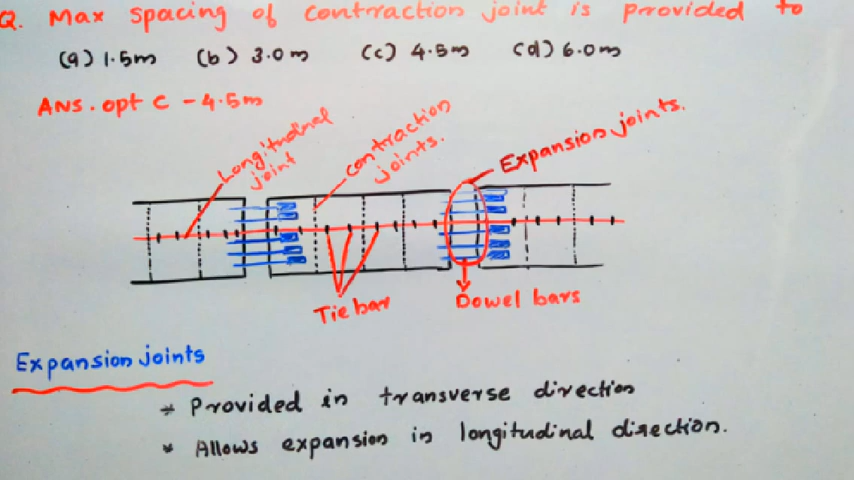 Q. Max spacing of contraction joint is provided to
(a) 1.5m (b) 3.0m (c) 4.5m (d) 6.0m
Ans. opt C - 4.5m
Longitudinal joint
contraction joints.
Expansion joints.
Tie bar
Dowel bars
Expansion joints
* Provided in transverse direction
* Allows expansion in longitudinal direction.